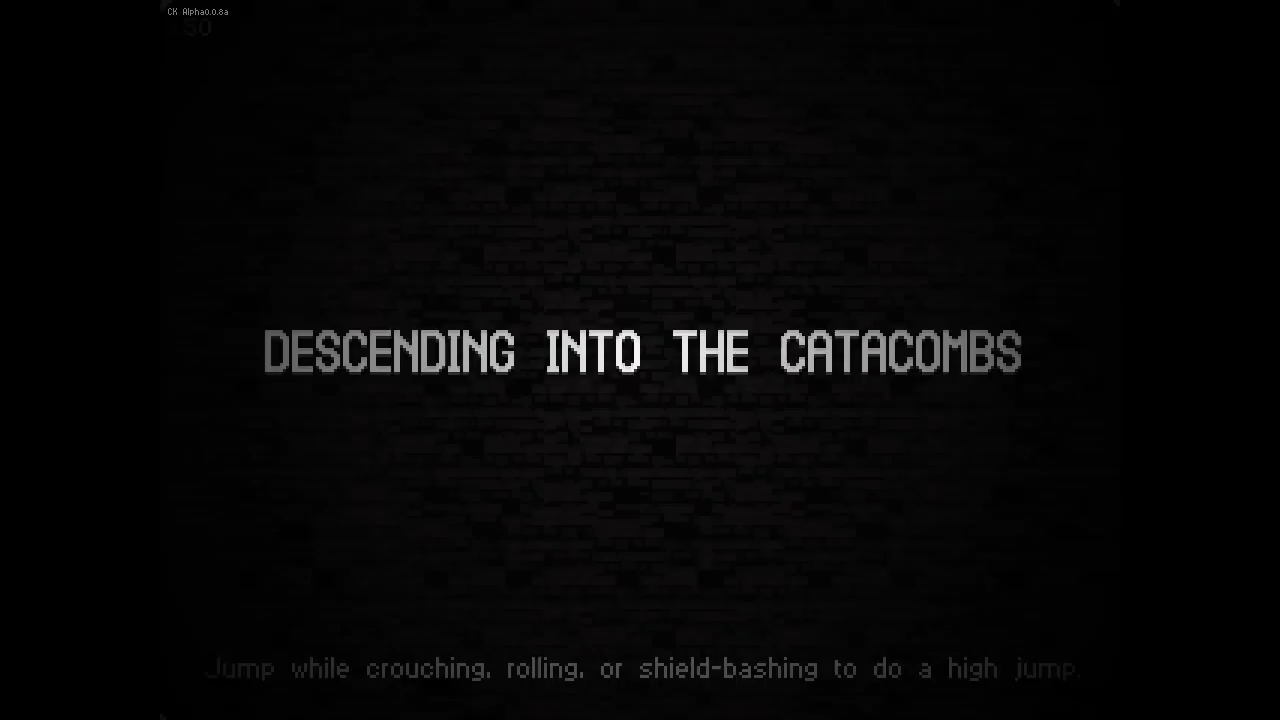 CK Alpha0.0.8a
50
DESCENDING INTO THE CATACOMBS
Jump while crouching, rolling, or shield-bashing to do a high jump.